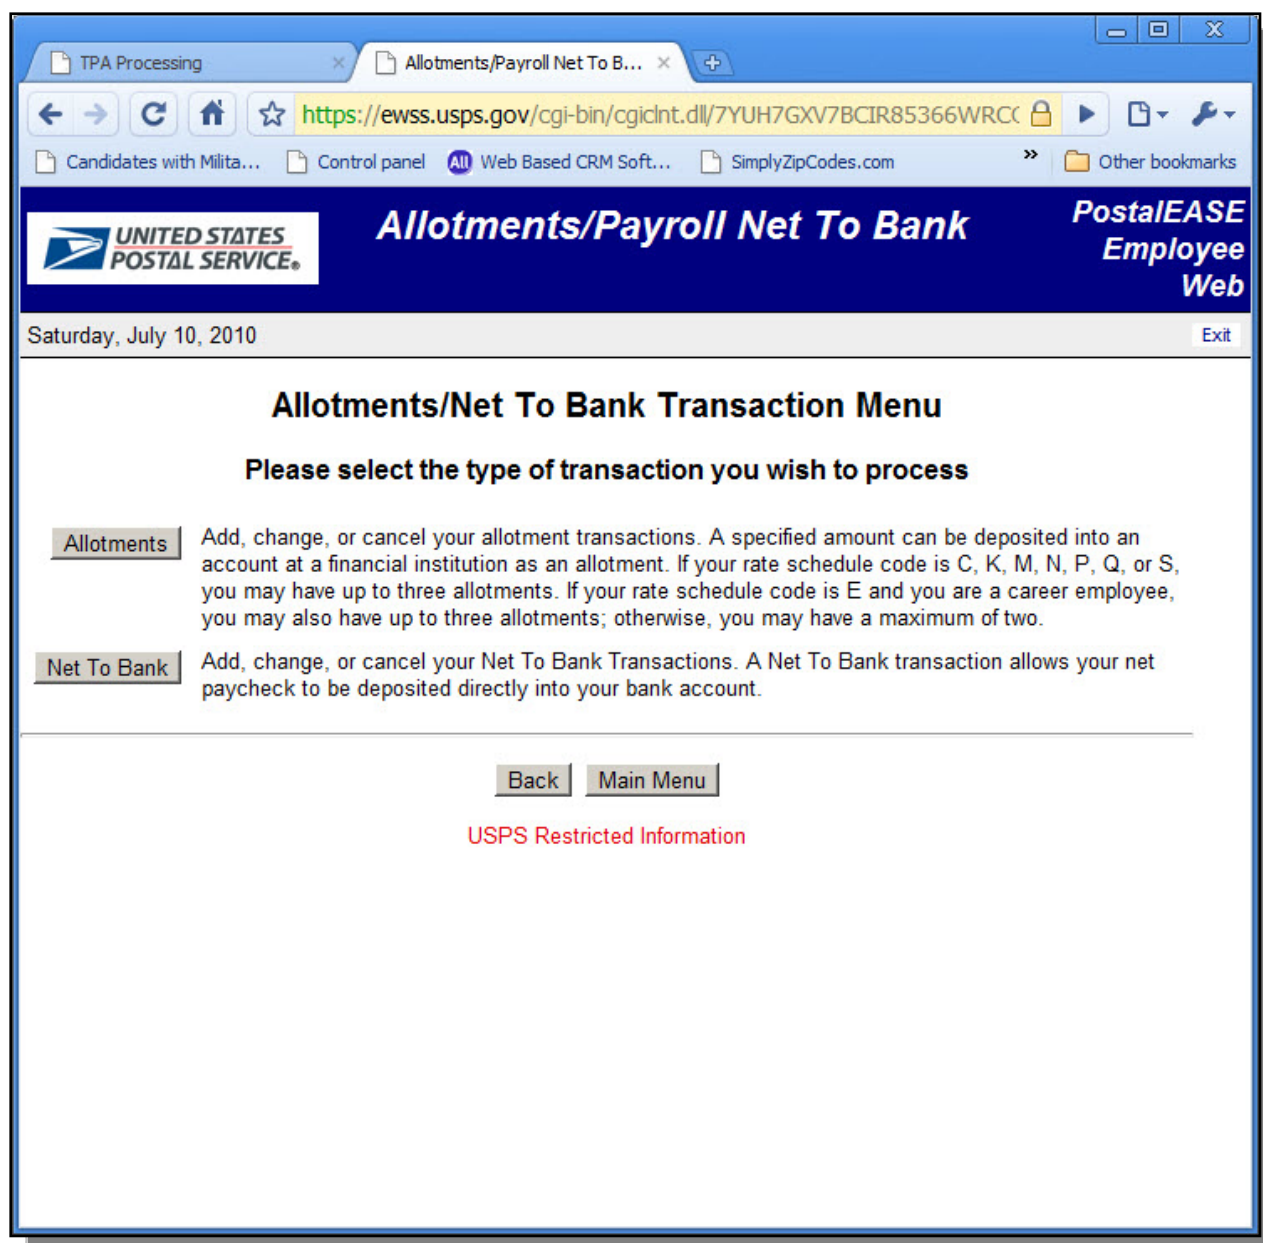 TPA Processing
Allotments/Payroll Net To B...
https://ewss.usps.gov/cgi-bin/cgiclnt.dll/7YUH7GXV7BCIR85366WRC
Candidates with Milita...
Control panel
All
Web Based CRM Soft...
SimplyZipCodes.com
»
Other bookmarks
UNITED STATES
POSTAL SERVICE®
Allotments/Payroll Net To Bank
PostalEASE
Employee
Web
Saturday, July 10, 2010
Exit
Allotments/Net To Bank Transaction Menu
Please select the type of transaction you wish to process
Allotments
Add, change, or cancel your allotment transactions. A specified amount can be deposited into an
account at a financial institution as an allotment. If your rate schedule code is C, K, M, N, P, Q, or S,
you may have up to three allotments. If your rate schedule code is E and you are a career employee,
you may also have up to three allotments; otherwise, you may have a maximum of two.
Net To Bank
Add, change, or cancel your Net To Bank Transactions. A Net To Bank transaction allows your net
paycheck to be deposited directly into your bank account.
Back
Main Menu
USPS Restricted Information